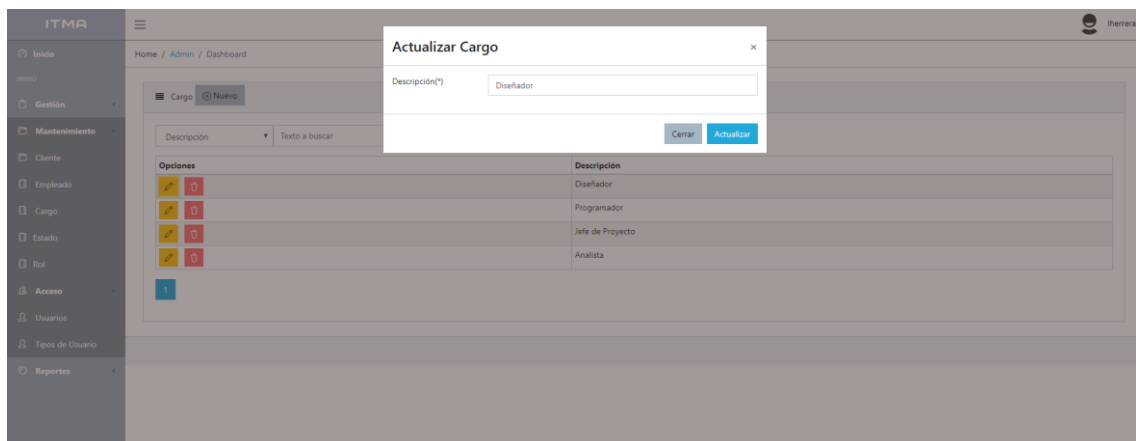 ITMA
lherrera
Inicio
Home / Admin / Dashboard
MENÚ
Gestión
Mantenimiento
Cliente
Empleado
Cargo
Estado
Rol
Acceso
Usuarios
Tipos de Usuario
Reportes
Actualizar Cargo ×
Descripción(*) Diseñador
Cerrar Actualizar
Cargo Nuevo
Descripción Texto a buscar
Opciones Descripción
Diseñador
Programador
Jefe de Proyecto
Analista
1